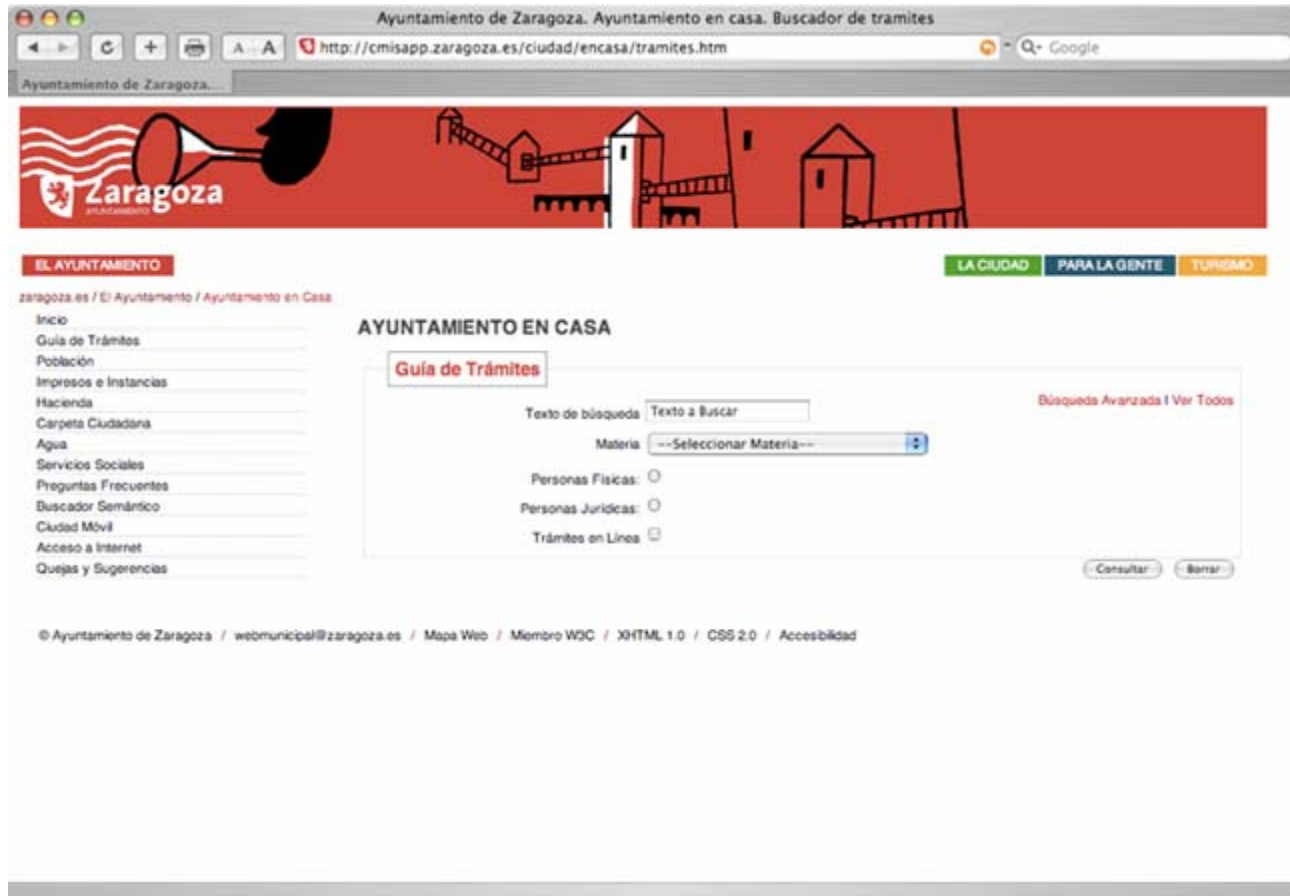 Ayuntamiento de Zaragoza. Ayuntamiento en casa. Buscador de tramites
A A http://cmisapp.zaragoza.es/ciudad/encasa/tramites.htm Google
Ayuntamiento de Zaragoza....
Zaragoza
AYUNTAMIENTO
EL AYUNTAMIENTO LA CIUDAD PARA LA GENTE TURISMO
zaragoza.es / El Ayuntamiento / Ayuntamiento en Casa
Inicio
Guía de Trámites
Población
Impresos e Instancias
Hacienda
Carpeta Ciudadana
Agua
Servicios Sociales
Preguntas Frecuentes
Buscador Semántico
Ciudad Móvil
Acceso a Internet
Quejas y Sugerencias
AYUNTAMIENTO EN CASA
Guía de Trámites
Búsqueda Avanzada | Ver Todos
Texto de búsqueda Texto a Buscar
Materia --Seleccionar Materia--
Personas Físicas:
Personas Jurídicas:
Trámites en Línea
Consultar Borrar
© Ayuntamiento de Zaragoza / webmunicipal@zaragoza.es / Mapa Web / Miembro W3C / XHTML 1.0 / CSS 2.0 / Accesibilidad